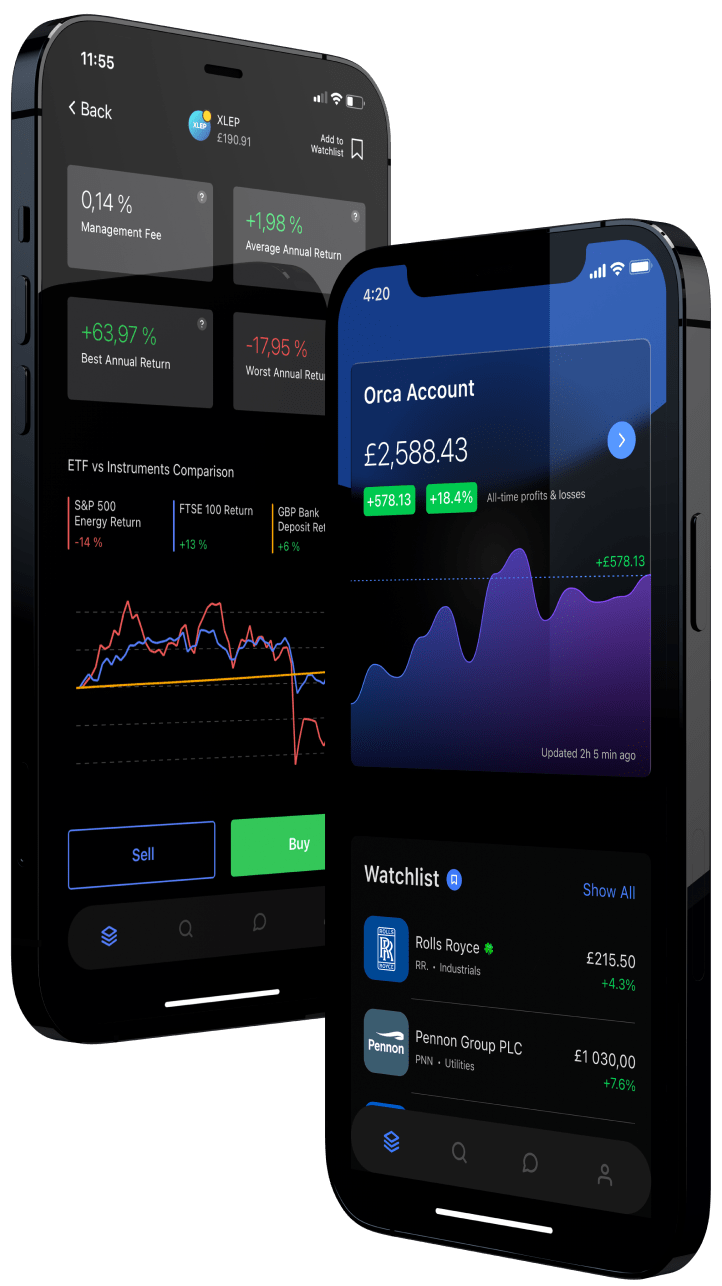 11:55
Back
XLEP
XLEP
£190.91
Add to
Watchlist
0,14 %
?
Management Fee
+1,98 %
?
Average Annual Return
+63,97 %
?
Best Annual Return
-17,95 %
Worst Annual Retu
ETF vs Instruments Comparison
S&P 500
Energy Return
-14 %
FTSE 100 Return
+13 %
GBP Bank
Deposit Ret
+6 %
Sell
Buy
4:20
Orca Account
£2,588.43
+578.13
+18.4%
All-time profits & losses
+£578.13
Updated 2h 5 min ago
Watchlist
Show All
ROLLS
RR
ROYCE
Rolls Royce
RR. • Industrials
£215.50
+4.3%
Pennon
Pennon Group PLC
PNN • Utilities
£1 030,00
+7.6%